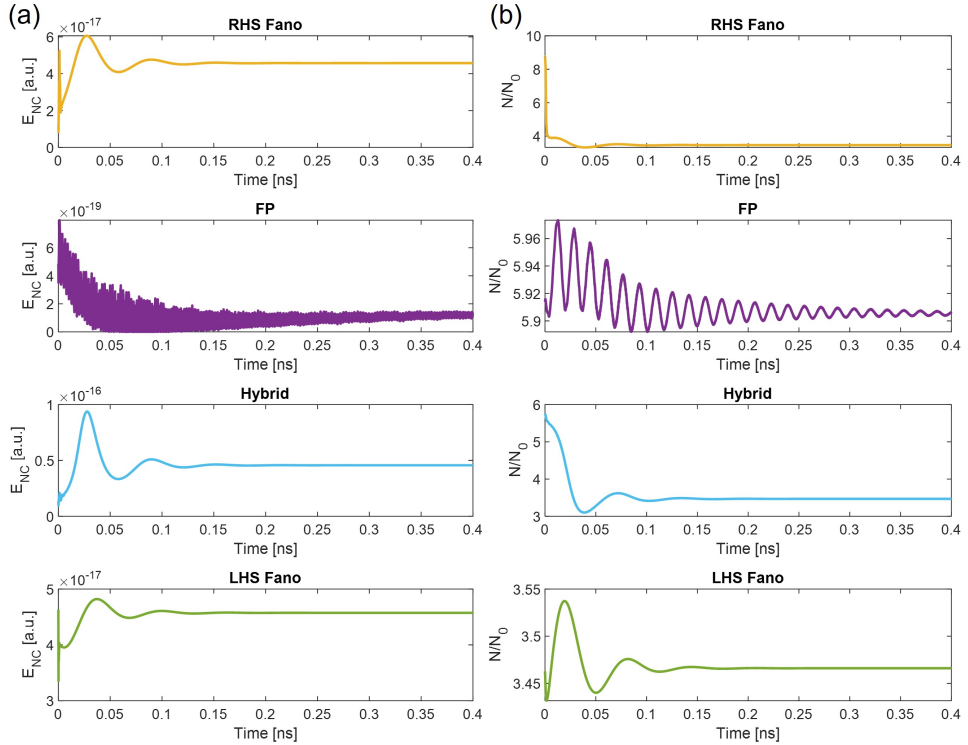 (a)
RHS Fano
×10⁻¹⁷
E_NC [a.u.]
6
4
2
0
0 0.05 0.1 0.15 0.2 0.25 0.3 0.35 0.4
Time [ns]
FP
×10⁻¹⁹
E_NC [a.u.]
6
4
2
0
0 0.05 0.1 0.15 0.2 0.25 0.3 0.35 0.4
Time [ns]
Hybrid
×10⁻¹⁶
E_NC [a.u.]
1
0.5
0
0 0.05 0.1 0.15 0.2 0.25 0.3 0.35 0.4
Time [ns]
LHS Fano
×10⁻¹⁷
E_NC [a.u.]
5
4
3
0 0.05 0.1 0.15 0.2 0.25 0.3 0.35 0.4
Time [ns]
(b)
RHS Fano
N/N₀
10
8
6
4
0 0.05 0.1 0.15 0.2 0.25 0.3 0.35 0.4
Time [ns]
FP
N/N₀
5.96
5.94
5.92
5.9
0 0.05 0.1 0.15 0.2 0.25 0.3 0.35 0.4
Time [ns]
Hybrid
N/N₀
6
5
4
3
0 0.05 0.1 0.15 0.2 0.25 0.3 0.35 0.4
Time [ns]
LHS Fano
N/N₀
3.55
3.5
3.45
0 0.05 0.1 0.15 0.2 0.25 0.3 0.35 0.4
Time [ns]